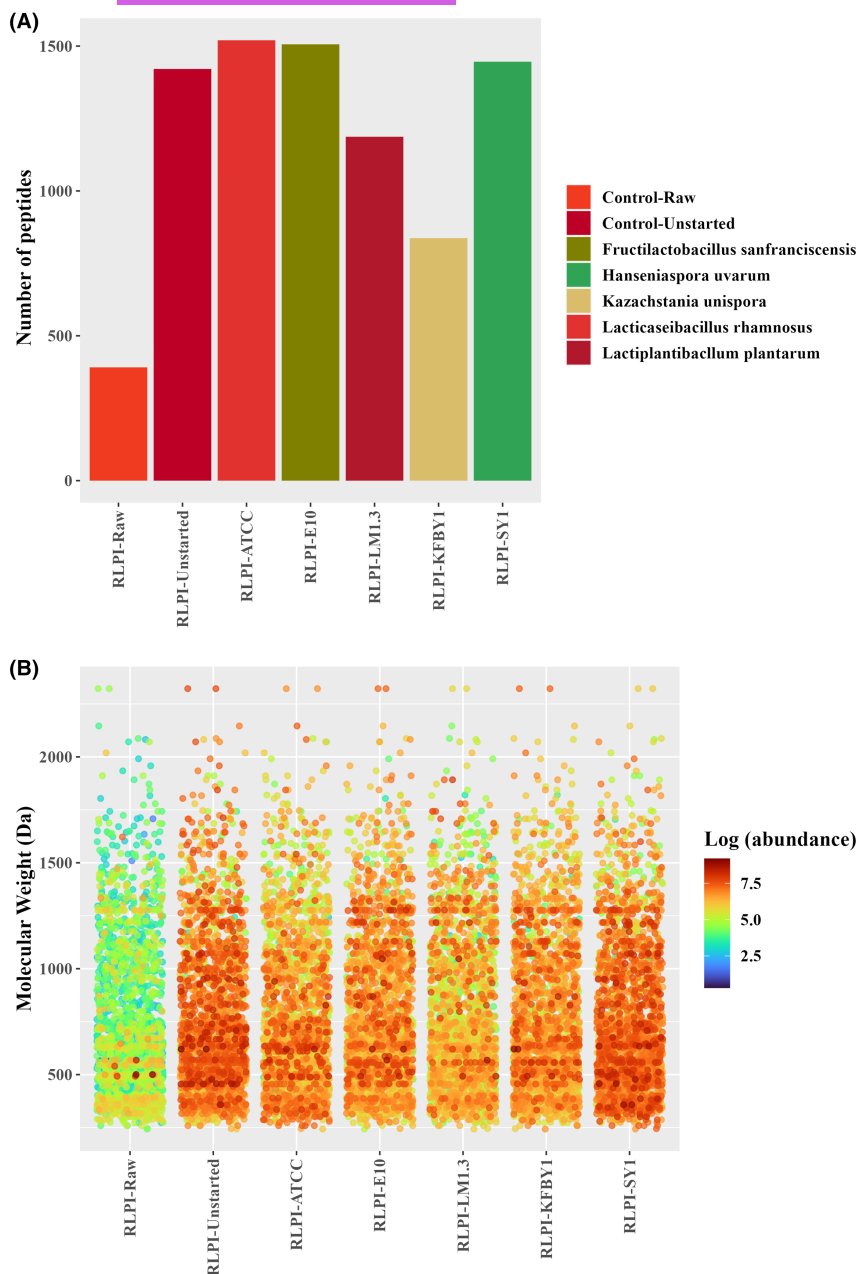 (A)
Number of peptides
1500
1000
500
0
RLPI-Raw
RLPI-Unstarted
RLPI-ATCC
RLPI-E10
RLPI-LM1.3
RLPI-KFBY1
RLPI-SY1
Control-Raw
Control-Unstarted
Fructilactobacillus sanfranciscensis
Hanseniaspora uvarum
Kazachstania unispora
Lacticaseibacillus rhamnosus
Lactiplantibacllum plantarum
(B)
Molecular Weight (Da)
2000
1500
1000
500
RLPI-Raw
RLPI-Unstarted
RLPI-ATCC
RLPI-E10
RLPI-LM1.3
RLPI-KFBY1
RLPI-SY1
Log (abundance)
7.5
5.0
2.5